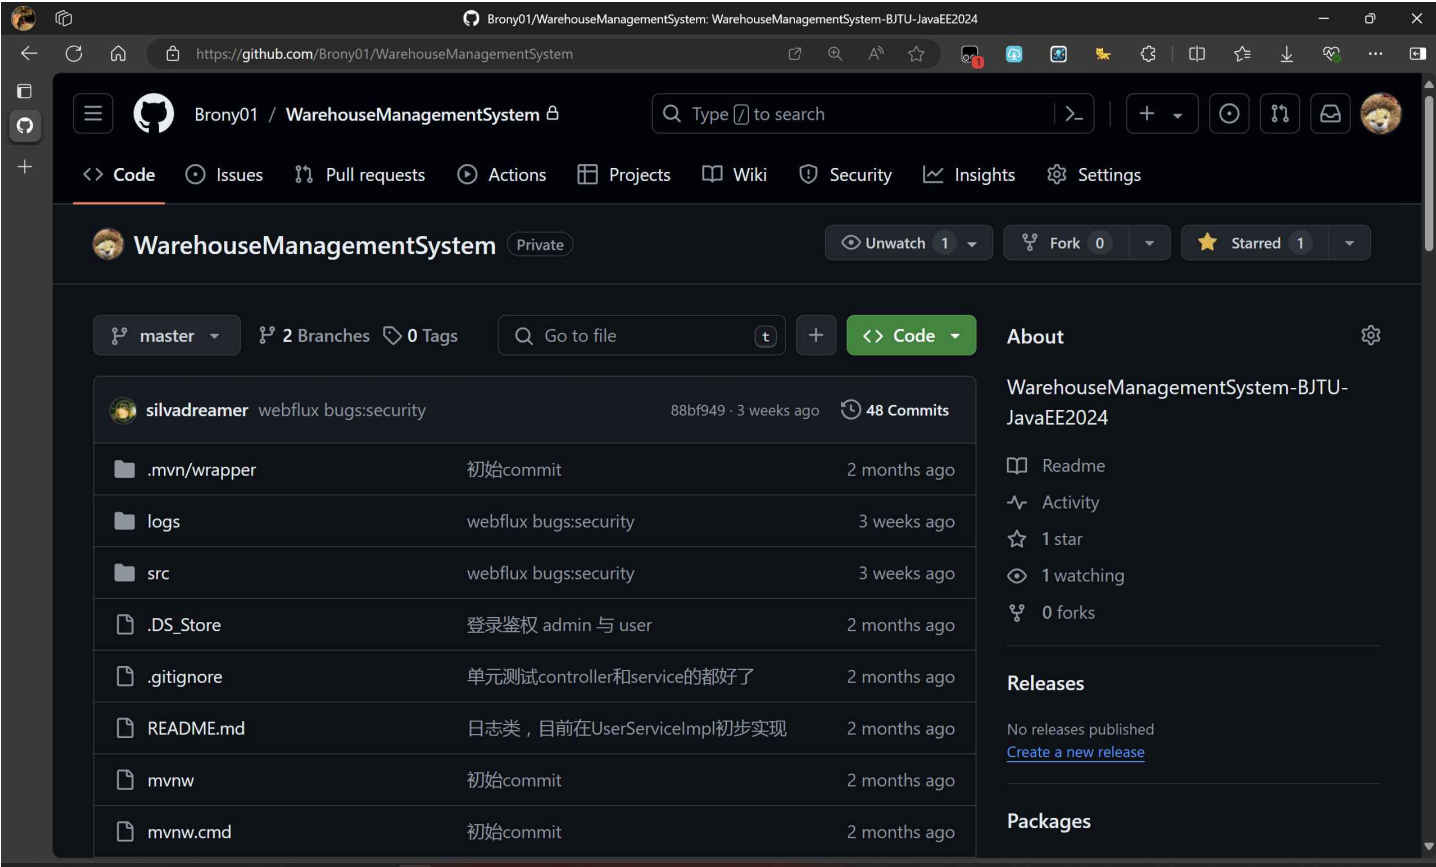 Brony01/WarehouseManagementSystem: WarehouseManagementSystem-BJTU-JavaEE2024
https://github.com/Brony01/WarehouseManagementSystem
1
Brony01 / WarehouseManagementSystem
Type / to search
Code Issues Pull requests Actions Projects Wiki Security Insights Settings
WarehouseManagementSystem Private
Unwatch 1 Fork 0 Starred 1
master 2 Branches 0 Tags Go to file t + <> Code
About
WarehouseManagementSystem-BJTU-
JavaEE2024
silvadreamer webflux bugs:security 88bf949 · 3 weeks ago 48 Commits
.mvn/wrapper 初始commit 2 months ago
logs webflux bugs:security 3 weeks ago
src webflux bugs:security 3 weeks ago
.DS_Store 登录鉴权 admin 与 user 2 months ago
.gitignore 单元测试controller和service的都好了 2 months ago
README.md 日志类，目前在UserServiceImpl初步实现 2 months ago
mvnw 初始commit 2 months ago
mvnw.cmd 初始commit 2 months ago
Readme
Activity
1 star
1 watching
0 forks
Releases
No releases published
Create a new release
Packages